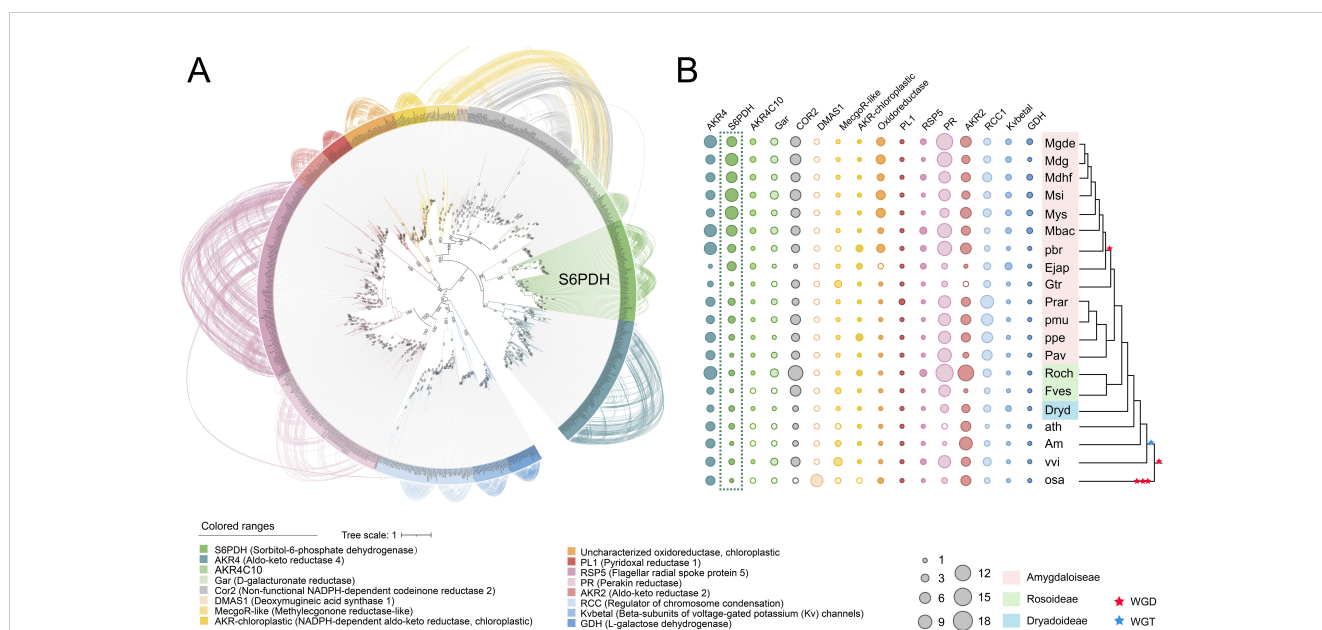 A
B
S6PDH
AKR4
S6PDH
AKR4C10
Gar
COR2
DMAS1
MecgoR-like
AKR-chloroplastic
Oxidoreductase
PL1
RSP5
PR
AKR2
RCC1
Kvbetal
GDH
Mgde
Mdg
Mdhf
Msi
Mys
Mbac
pbr
Ejap
Gtr
Prar
pmu
ppe
Pav
Roch
Fves
Dryd
ath
Am
vvi
osa
Colored ranges
Tree scale: 1
S6PDH (Sorbitol-6-phosphate dehydrogenase)
AKR4 (Aldo-keto reductase 4)
AKR4C10
Gar (D-galacturonate reductase)
Cor2 (Non-functional NADPH-dependent codeinone reductase 2)
DMAS1 (Deoxymugineic acid synthase 1)
MecgoR-like (Methylecgonone reductase-like)
AKR-chloroplastic (NADPH-dependent aldo-keto reductase, chloroplastic)
Uncharacterized oxidoreductase, chloroplastic
PL1 (Pyridoxal reductase 1)
RSP5 (Flagellar radial spoke protein 5)
PR (Perakin reductase)
AKR2 (Aldo-keto reductase 2)
RCC (Regulator of chromosome condensation)
Kvbetal (Beta-subunits of voltage-gated potassium (Kv) channels)
GDH (L-galactose dehydrogenase)
1
3
6
9
12
15
18
Amygdaloiseae
Rosoideae
Dryadoideae
WGD
WGT